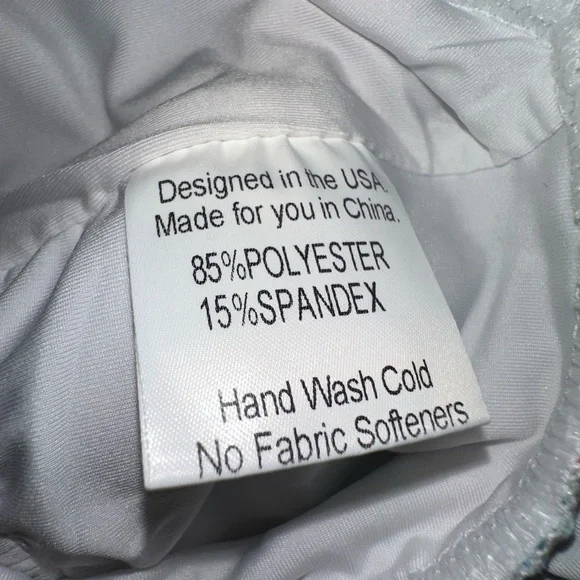 Designed in the USA.
Made for you in China.
85%POLYESTER
15%SPANDEX
Hand Wash Cold
No Fabric Softeners